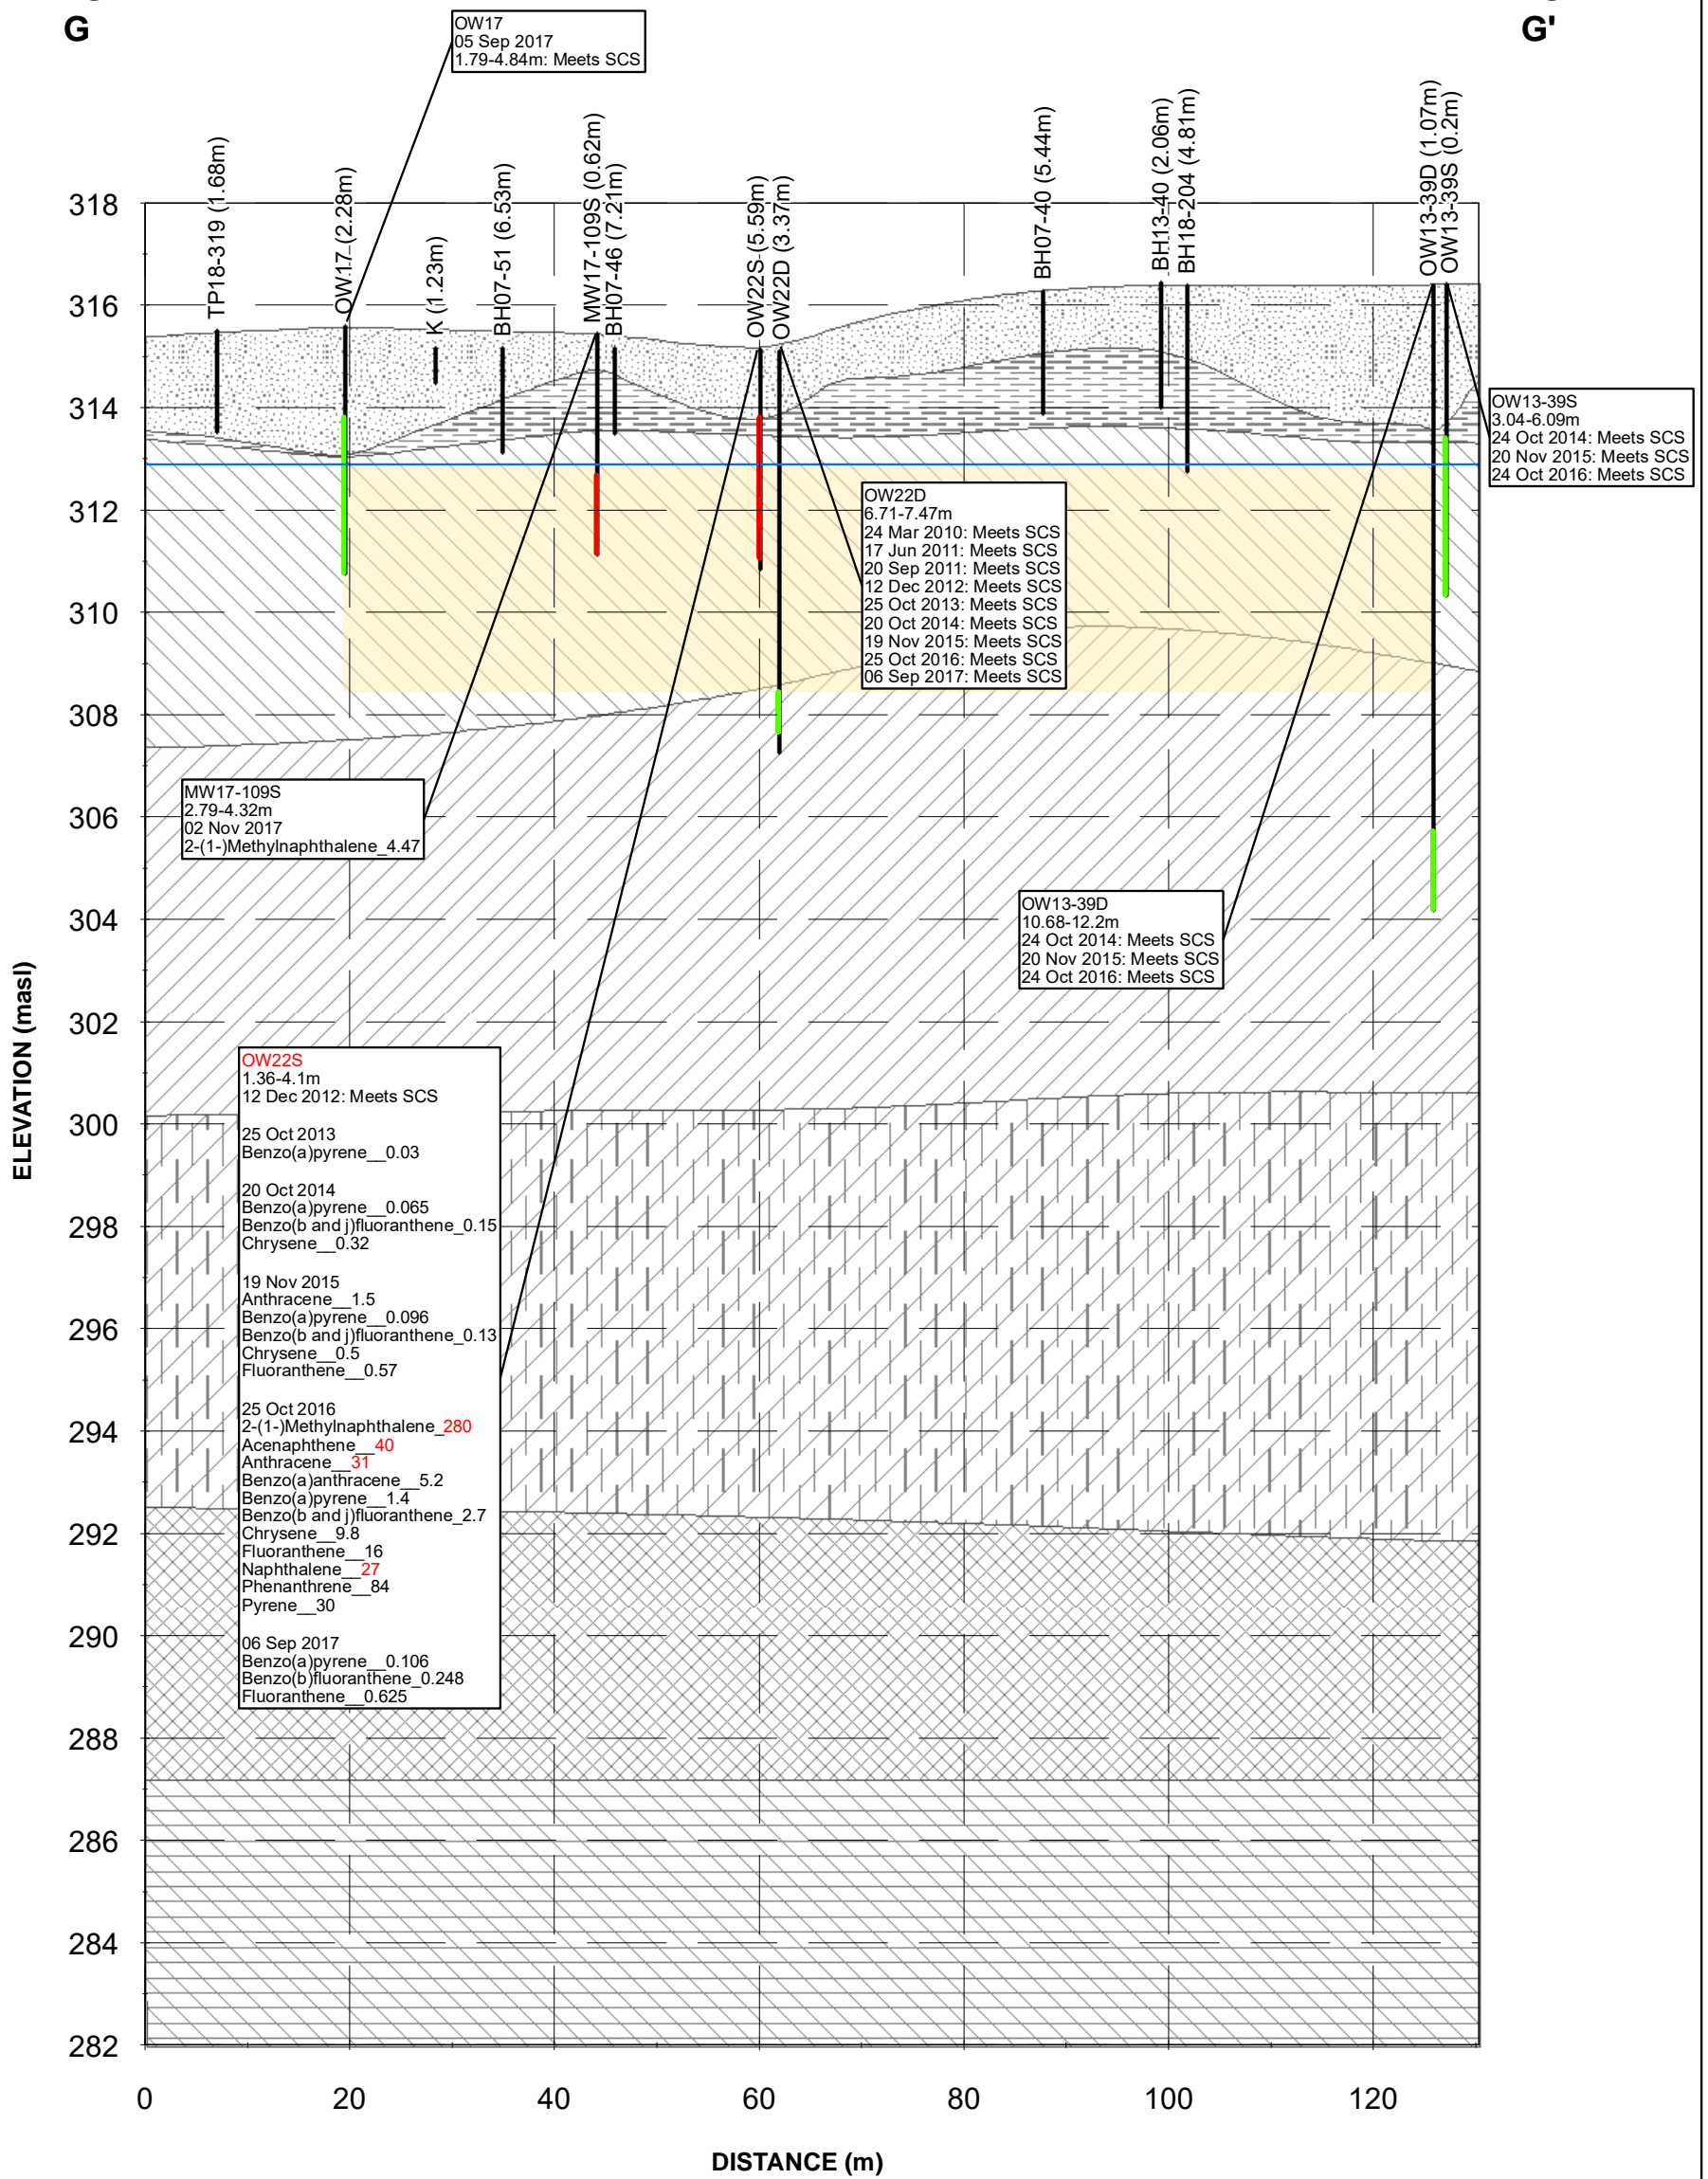 G
G'
OW17
05 Sep 2017
1.79-4.84m: Meets SCS
TP18-319 (1.68m)
OW17 (2.28m)
K (1.23m)
BH07-51 (6.53m)
MW17-109S (0.62m)
BH07-46 (7.21m)
OW22S (5.59m)
OW22D (3.37m)
BH07-40 (5.44m)
BH13-40 (2.06m)
BH18-204 (4.81m)
OW13-39D (1.07m)
OW13-39S (0.2m)
318
316
314
312
310
308
306
304
302
300
298
296
294
292
290
288
286
284
282
ELEVATION (masl)
OW13-39S
3.04-6.09m
24 Oct 2014: Meets SCS
20 Nov 2015: Meets SCS
24 Oct 2016: Meets SCS
OW22D
6.71-7.47m
24 Mar 2010: Meets SCS
17 Jun 2011: Meets SCS
20 Sep 2011: Meets SCS
12 Dec 2012: Meets SCS
25 Oct 2013: Meets SCS
20 Oct 2014: Meets SCS
19 Nov 2015: Meets SCS
25 Oct 2016: Meets SCS
06 Sep 2017: Meets SCS
MW17-109S
2.79-4.32m
02 Nov 2017
2-(1-)Methylnaphthalene_4.47
OW13-39D
10.68-12.2m
24 Oct 2014: Meets SCS
20 Nov 2015: Meets SCS
24 Oct 2016: Meets SCS
OW22S
1.36-4.1m
12 Dec 2012: Meets SCS
25 Oct 2013
Benzo(a)pyrene__0.03
20 Oct 2014
Benzo(a)pyrene__0.065
Benzo(b and j)fluoranthene_0.15
Chrysene__0.32
19 Nov 2015
Anthracene__1.5
Benzo(a)pyrene__0.096
Benzo(b and j)fluoranthene_0.13
Chrysene__0.5
Fluoranthene__0.57
25 Oct 2016
2-(1-)Methylnaphthalene_280
Acenaphthene__40
Anthracene__31
Benzo(a)anthracene__5.2
Benzo(a)pyrene__1.4
Benzo(b and j)fluoranthene_2.7
Chrysene__9.8
Fluoranthene__16
Naphthalene__27
Phenanthrene__84
Pyrene__30
06 Sep 2017
Benzo(a)pyrene__0.106
Benzo(b)fluoranthene_0.248
Fluoranthene__0.625
0
20
40
60
80
100
120
DISTANCE (m)